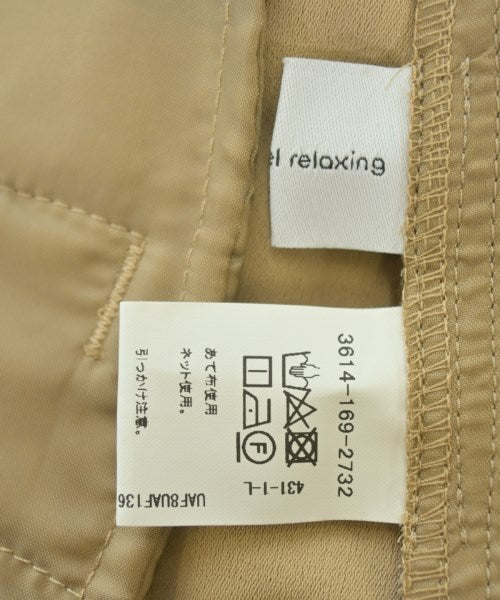 el relaxing
3614-169-2732
F
431-1-L
あて布使用
ネット使用。
引っかけ注意。
UAF8UAF136